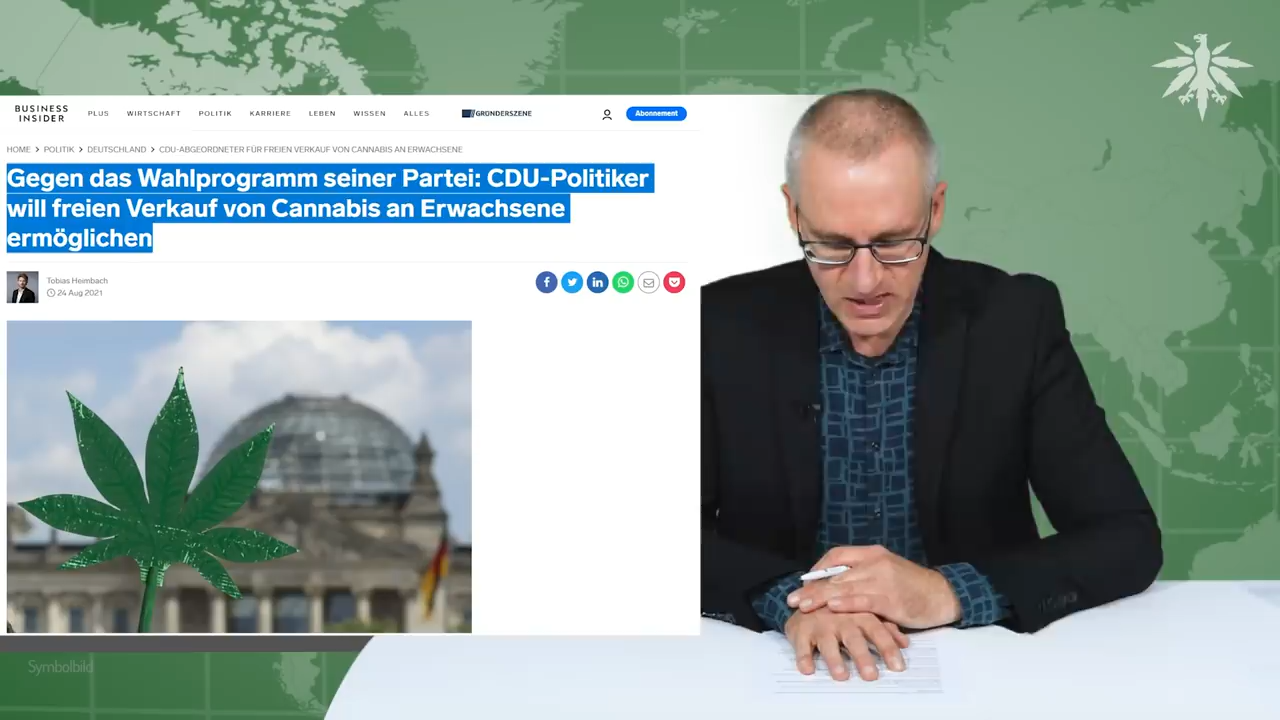 BUSINESS
INSIDER
PLUS WIRTSCHAFT POLITIK KARRIERE LEBEN WISSEN ALLES GRÜNDERSZENE Abonnement
HOME > POLITIK > DEUTSCHLAND > CDU-ABGEORDNETER FÜR FREIEN VERKAUF VON CANNABIS AN ERWACHSENE
Gegen das Wahlprogramm seiner Partei: CDU-Politiker
will freien Verkauf von Cannabis an Erwachsene
ermöglichen
Tobias Heimbach
24 Aug 2021
Symbolbild